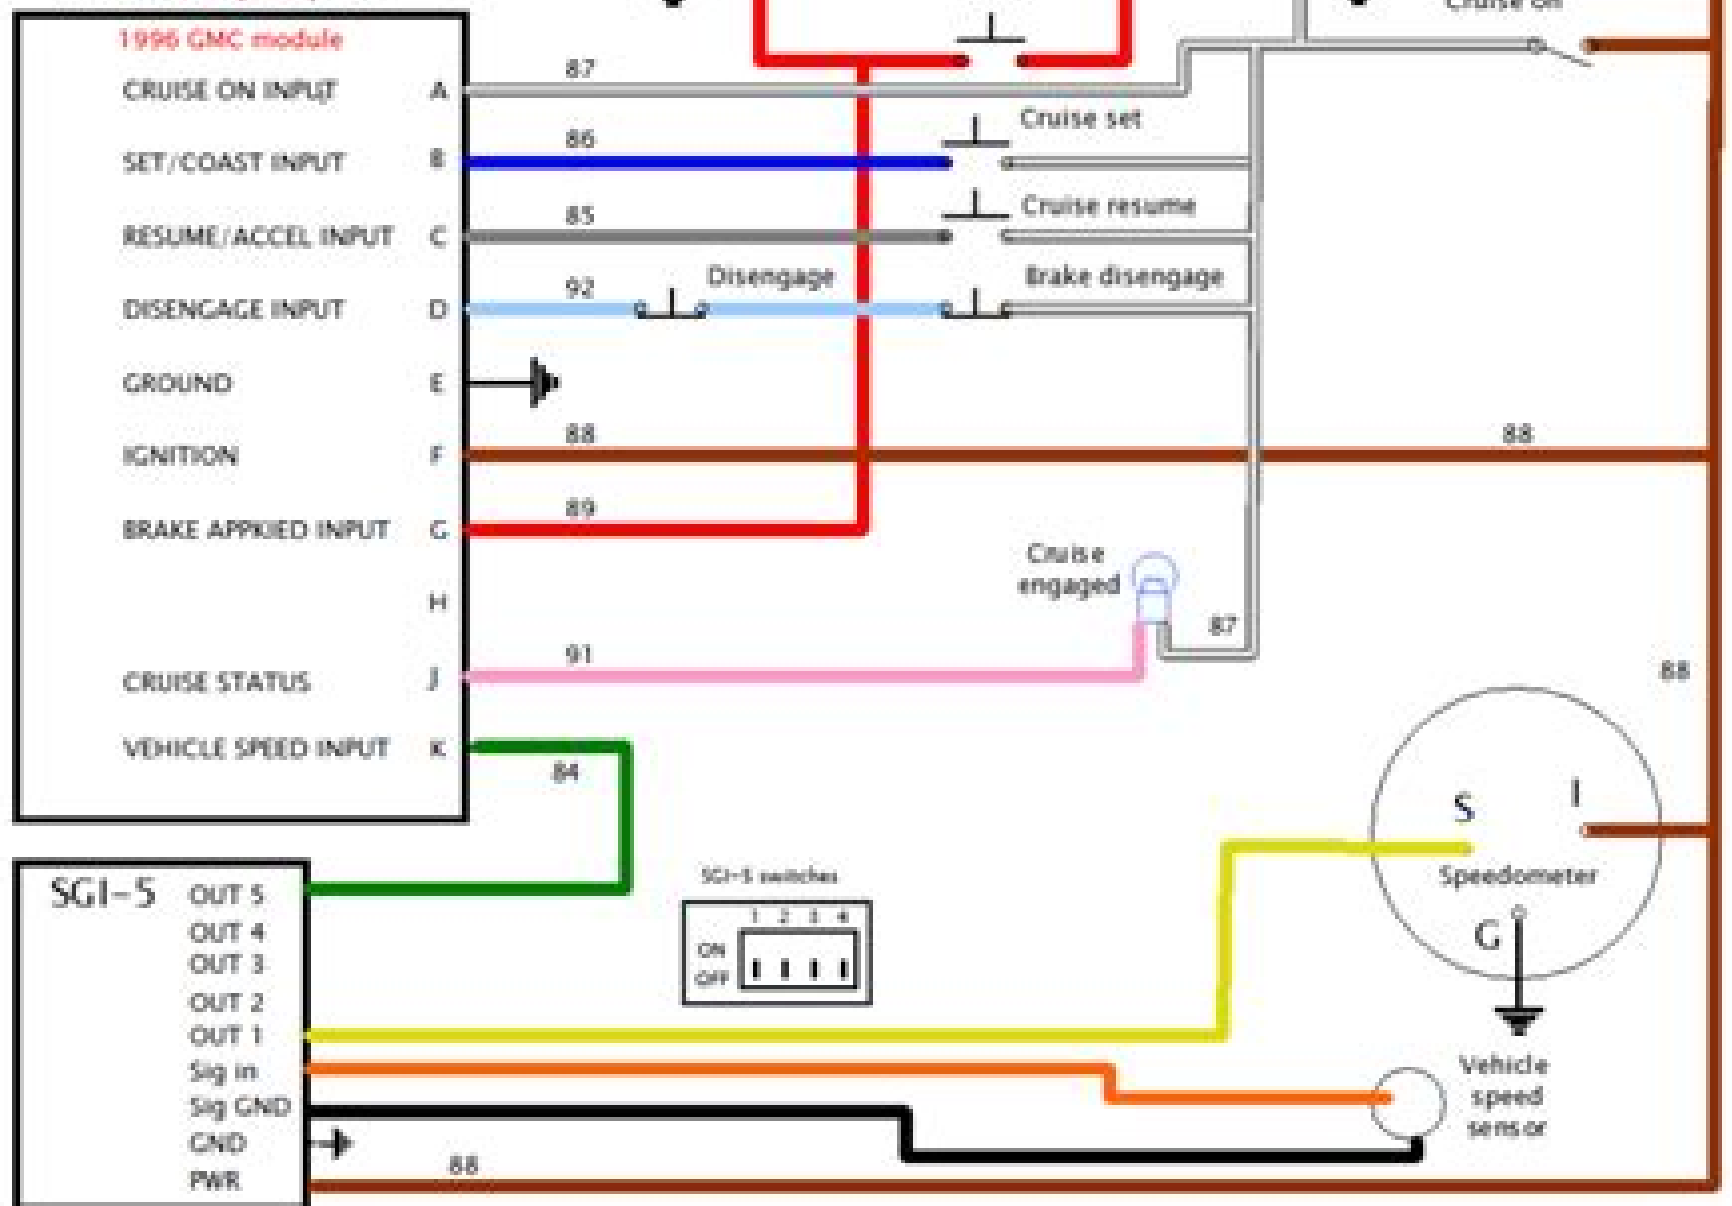 Cruise on
1996 GMC module
87
CRUISE ON INPUT A
Cruise set
86
SET/COAST INPUT B
Cruise resume
85
RESUME/ACCEL INPUT C
Disengage
Brake disengage
92
DISENGAGE INPUT D
GROUND E
88
88
IGNITION F
89
BRAKE APPKIED INPUT G
Cruise
engaged
H
87
91
88
CRUISE STATUS J
VEHICLE SPEED INPUT K
84
S I
Speedometer
G
SGI-5 switches
1 2 3 4
ON
OFF
SGI-5 OUT 5
OUT 4
OUT 3
OUT 2
OUT 1
Sig in
Sig GND
GND
PWR
88
Vehicle
speed
sensor